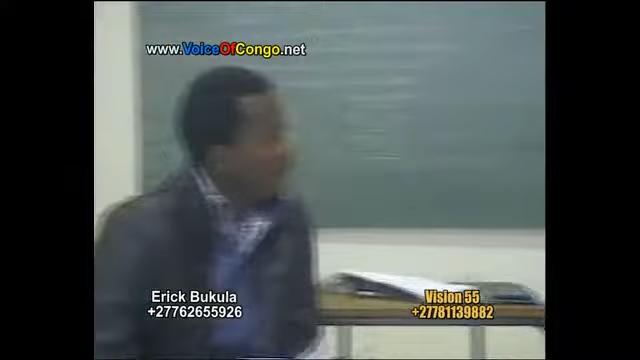 www.VoiceOfCongo.net
Erick Bukula
+27762655926
Vision 55
+27781139882